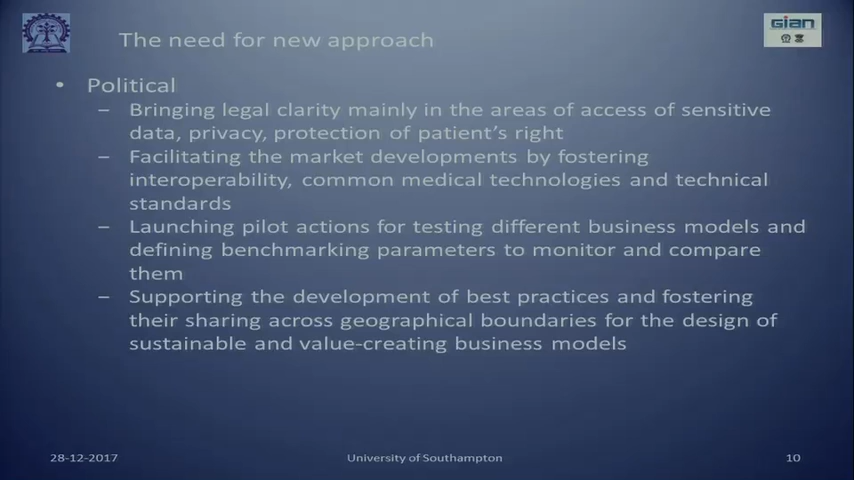 The need for new approach
GIAN
• Political
– Bringing legal clarity mainly in the areas of access of sensitive
data, privacy, protection of patient's right
– Facilitating the market developments by fostering
interoperability, common medical technologies and technical
standards
– Launching pilot actions for testing different business models and
defining benchmarking parameters to monitor and compare
them
– Supporting the development of best practices and fostering
their sharing across geographical boundaries for the design of
sustainable and value-creating business models
28-12-2017
University of Southampton
10